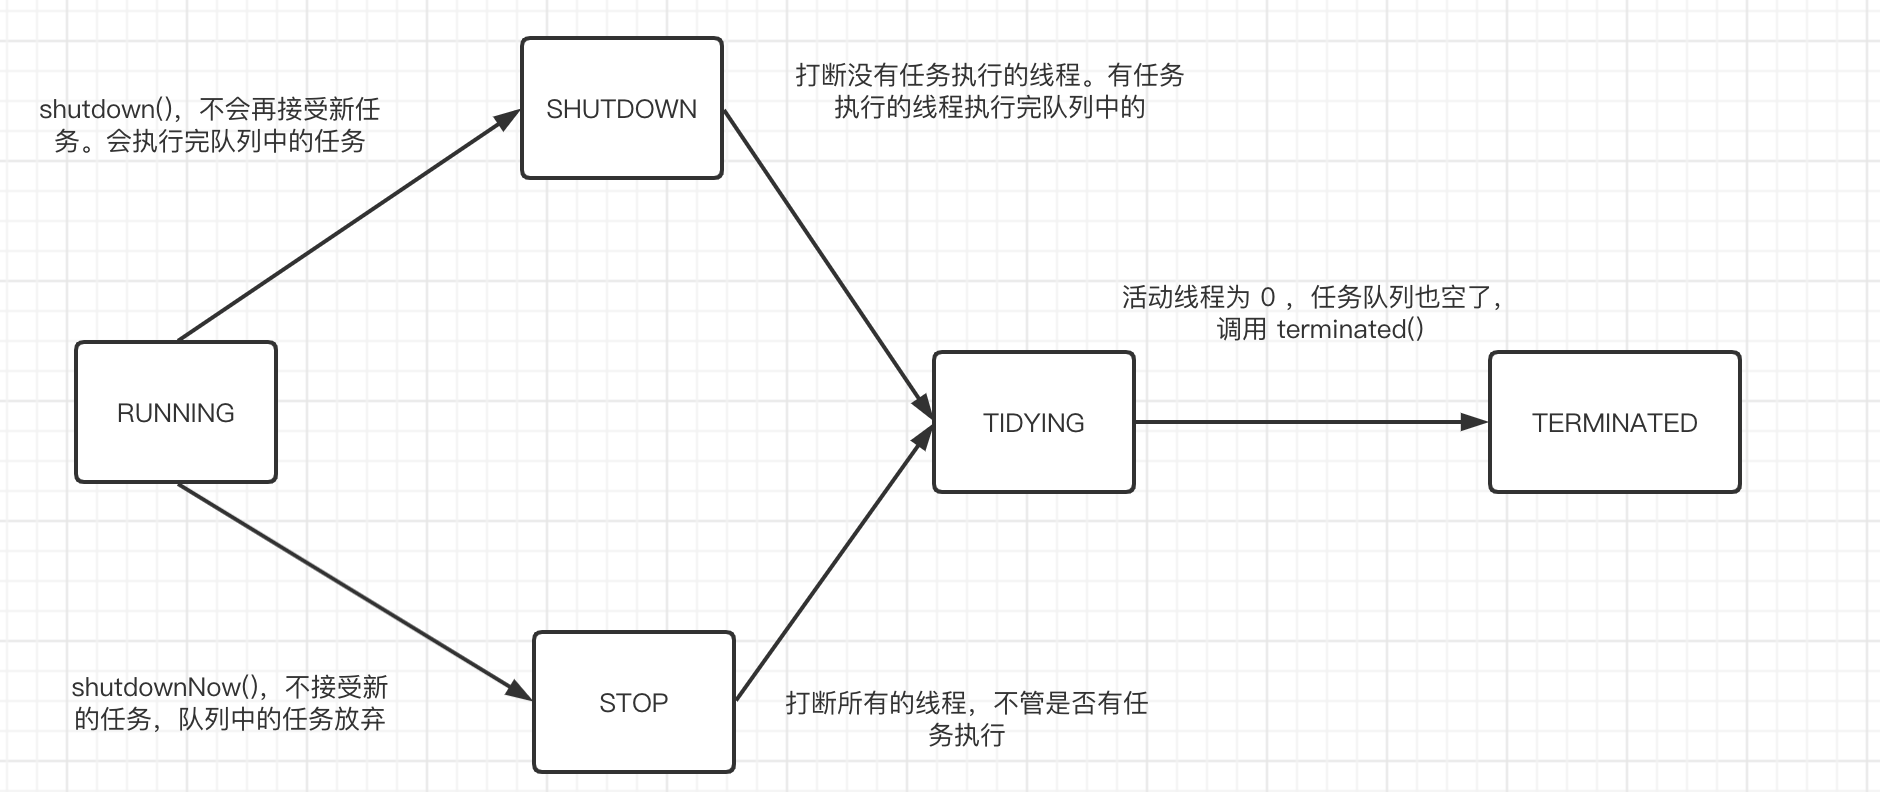 shutdown()，不会再接受新任
务。会执行完队列中的任务
SHUTDOWN
打断没有任务执行的线程。有任务
执行的线程执行完队列中的
RUNNING
活动线程为 0 ，任务队列也空了，
调用 terminated()
TIDYING
TERMINATED
shutdownNow()，不接受新
的任务，队列中的任务放弃
STOP
打断所有的线程，不管是否有任
务执行